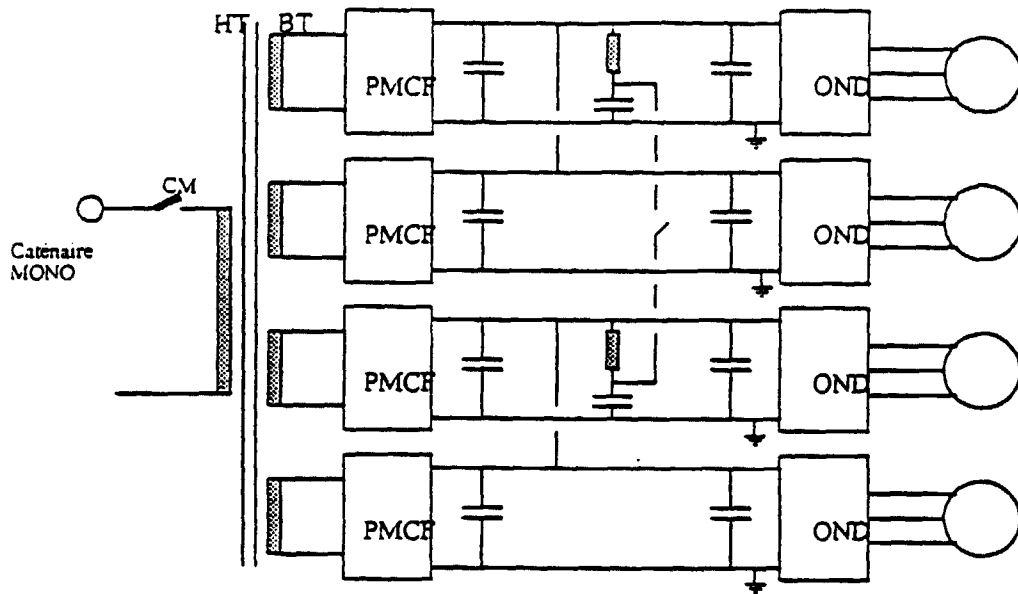 HT BT
PMCF OND
CM
Caténaire
MONO
PMCF OND
PMCF OND
PMCF OND